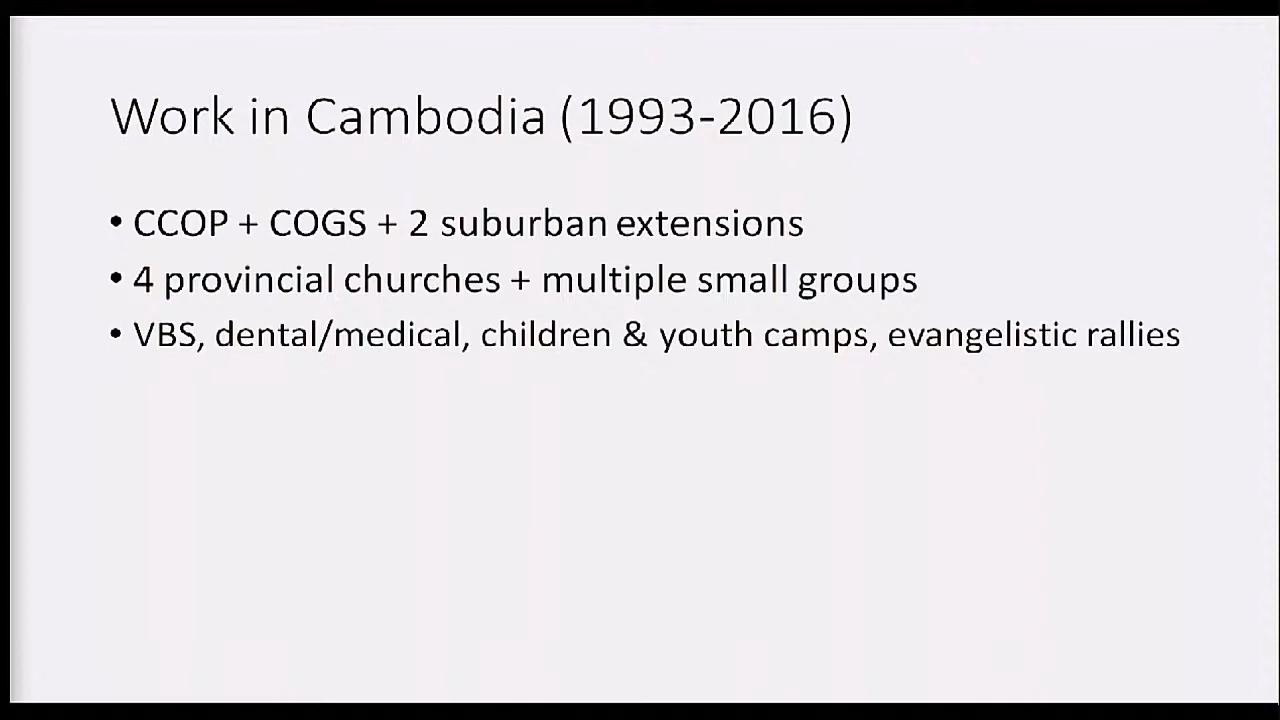 Work in Cambodia (1993-2016)
• CCOP + COGS + 2 suburban extensions
• 4 provincial churches + multiple small groups
• VBS, dental/medical, children & youth camps, evangelistic rallies